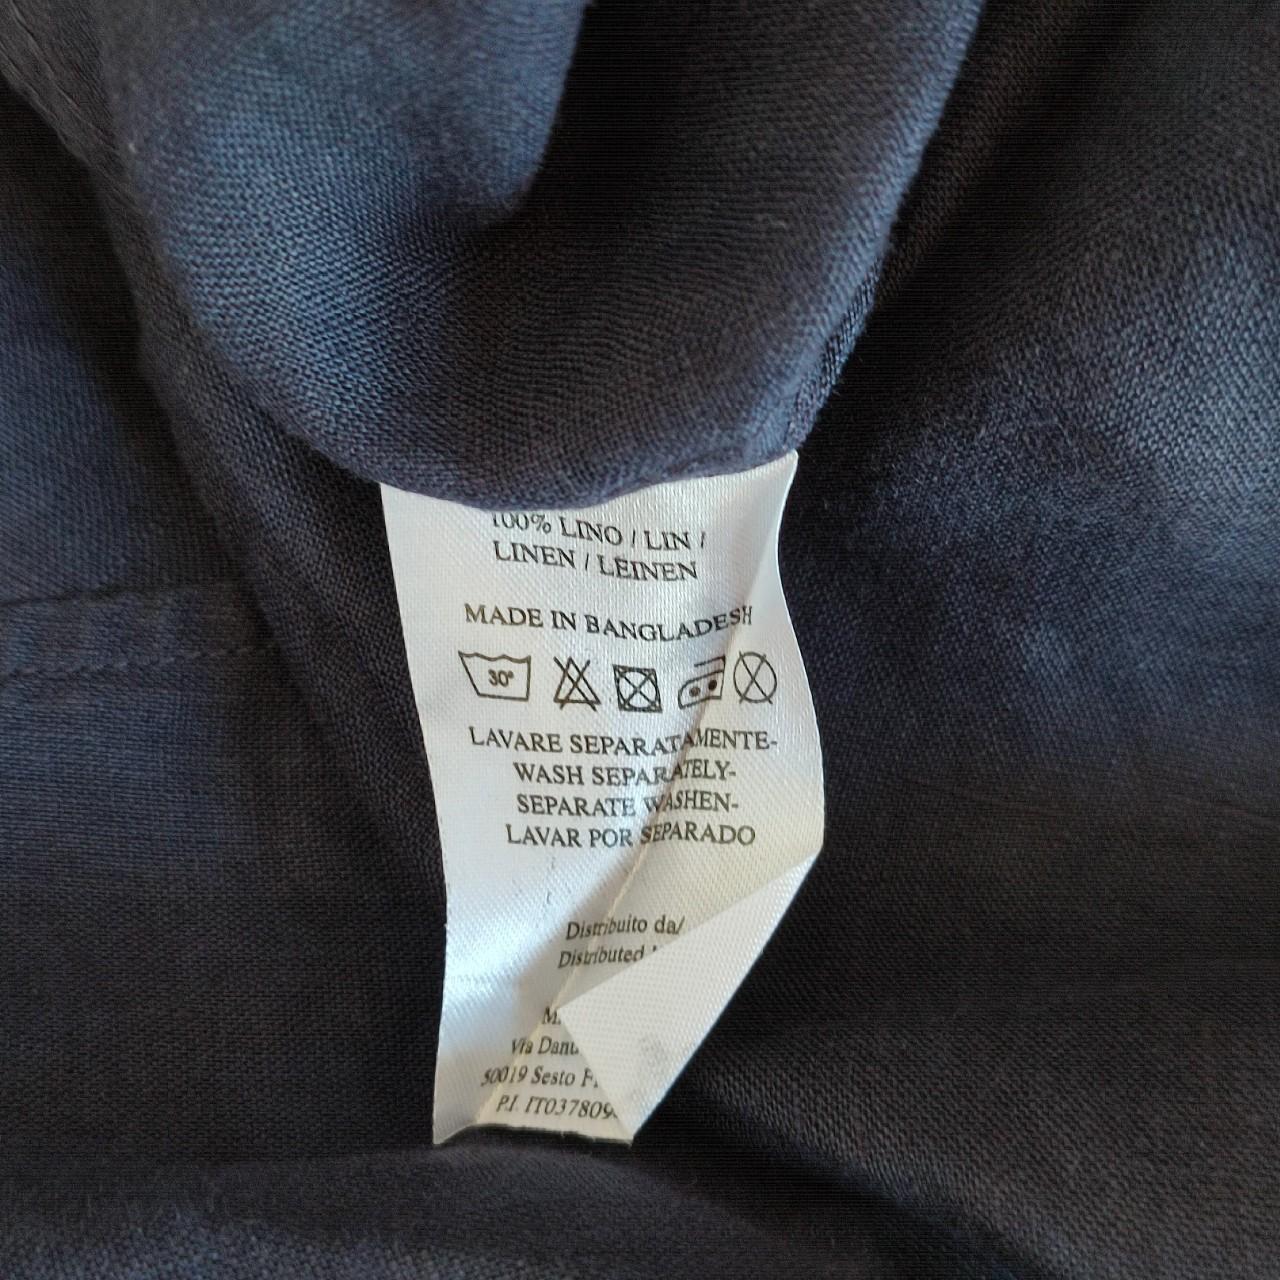 100% LINO / LIN /
LINEN / LEINEN
MADE IN BANGLADESH
30°
LAVARE SEPARATAMENTE-
WASH SEPARATELY-
SEPARATE WASHEN-
LAVAR POR SEPARADO
Distribuito da/
Distributed
M.
Via Danu
50019 Sesto F
P.I. IT037809